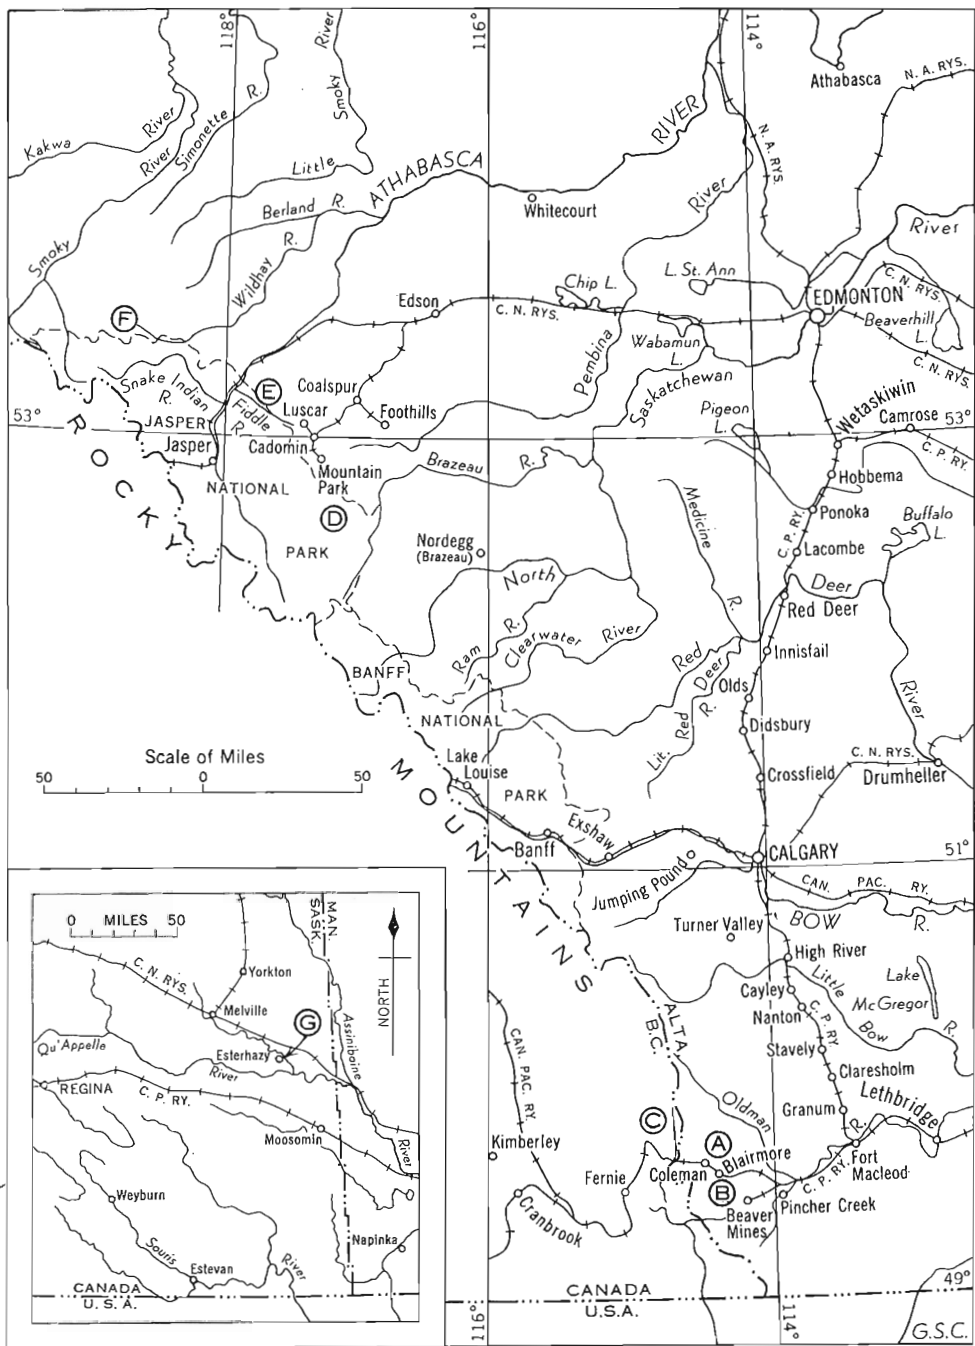 118°
116°
114°
River
Smoky
R.
Simonette
River
River
Kakwa
Little
Berland R.
Wildhay
R.
Smoky
ATHABASCA
RIVER
Whitecourt
Athabasca
N. A. RYS.
N. A. RYS.
River
River
Edson
C. N. RYS.
Chip L.
L. St. Ann
EDMONTON
C. N. RYS.
Beaverhill
L.
C. N. RYS.
Wabamun
L.
Pembina
Saskatchewan
F
E
Snake Indian
R.
Fiddle
R.
Coalspur
Luscar
Foothills
Cadomin
Mountain
Park
53°
JASPER
Jasper
NATIONAL
PARK
D
Brazeau
R.
Pigeon
L.
Wetaskiwin
Camrose
53°
C. P. RY.
Hobbema
Ponoka
C. P. RY.
Lacombe
Buffalo
L.
Medicine
R.
Nordegg
(Brazeau)
North
Deer
Red Deer
Ram
R.
Clearwater
River
Innisfail
Red
Deer
R.
Lit.
Red
Olds
Didsbury
River
BANFF
NATIONAL
PARK
Lake
Louise
Crossfield
C. N. RYS.
Drumheller
Banff
Exshaw
CALGARY
51°
Jumping Pound
CAN. PAC. RY.
BOW
R.
Turner Valley
High River
Cayley
Nanton
Little
Bow
R.
Lake
McGregor
C. P. RY
Stavely
Claresholm
Granum
Lethbridge
R.
Fort
Macleod
Oldman
ALTA
B.C.
CAN. PAC. RY.
Kimberley
C
A
Fernie
Coleman
Blairmore
B
C. P. RY.
Cranbrook
Beaver
Mines
Pincher Creek
49°
CANADA
U.S.A.
116°
114°
G.S.C.
ROCKY
MOUNTAINS
Scale of Miles
50 0 50
0 MILES 50
MAN.
SASK.
NORTH
C. N. RYS.
Yorkton
Melville
G
Assiniboine
Qu'Appelle
Esterhazy
River
REGINA
C. P. RY.
Moosomin
River
Weyburn
Souris
River
Napinka
Estevan
CANADA
U.S.A.